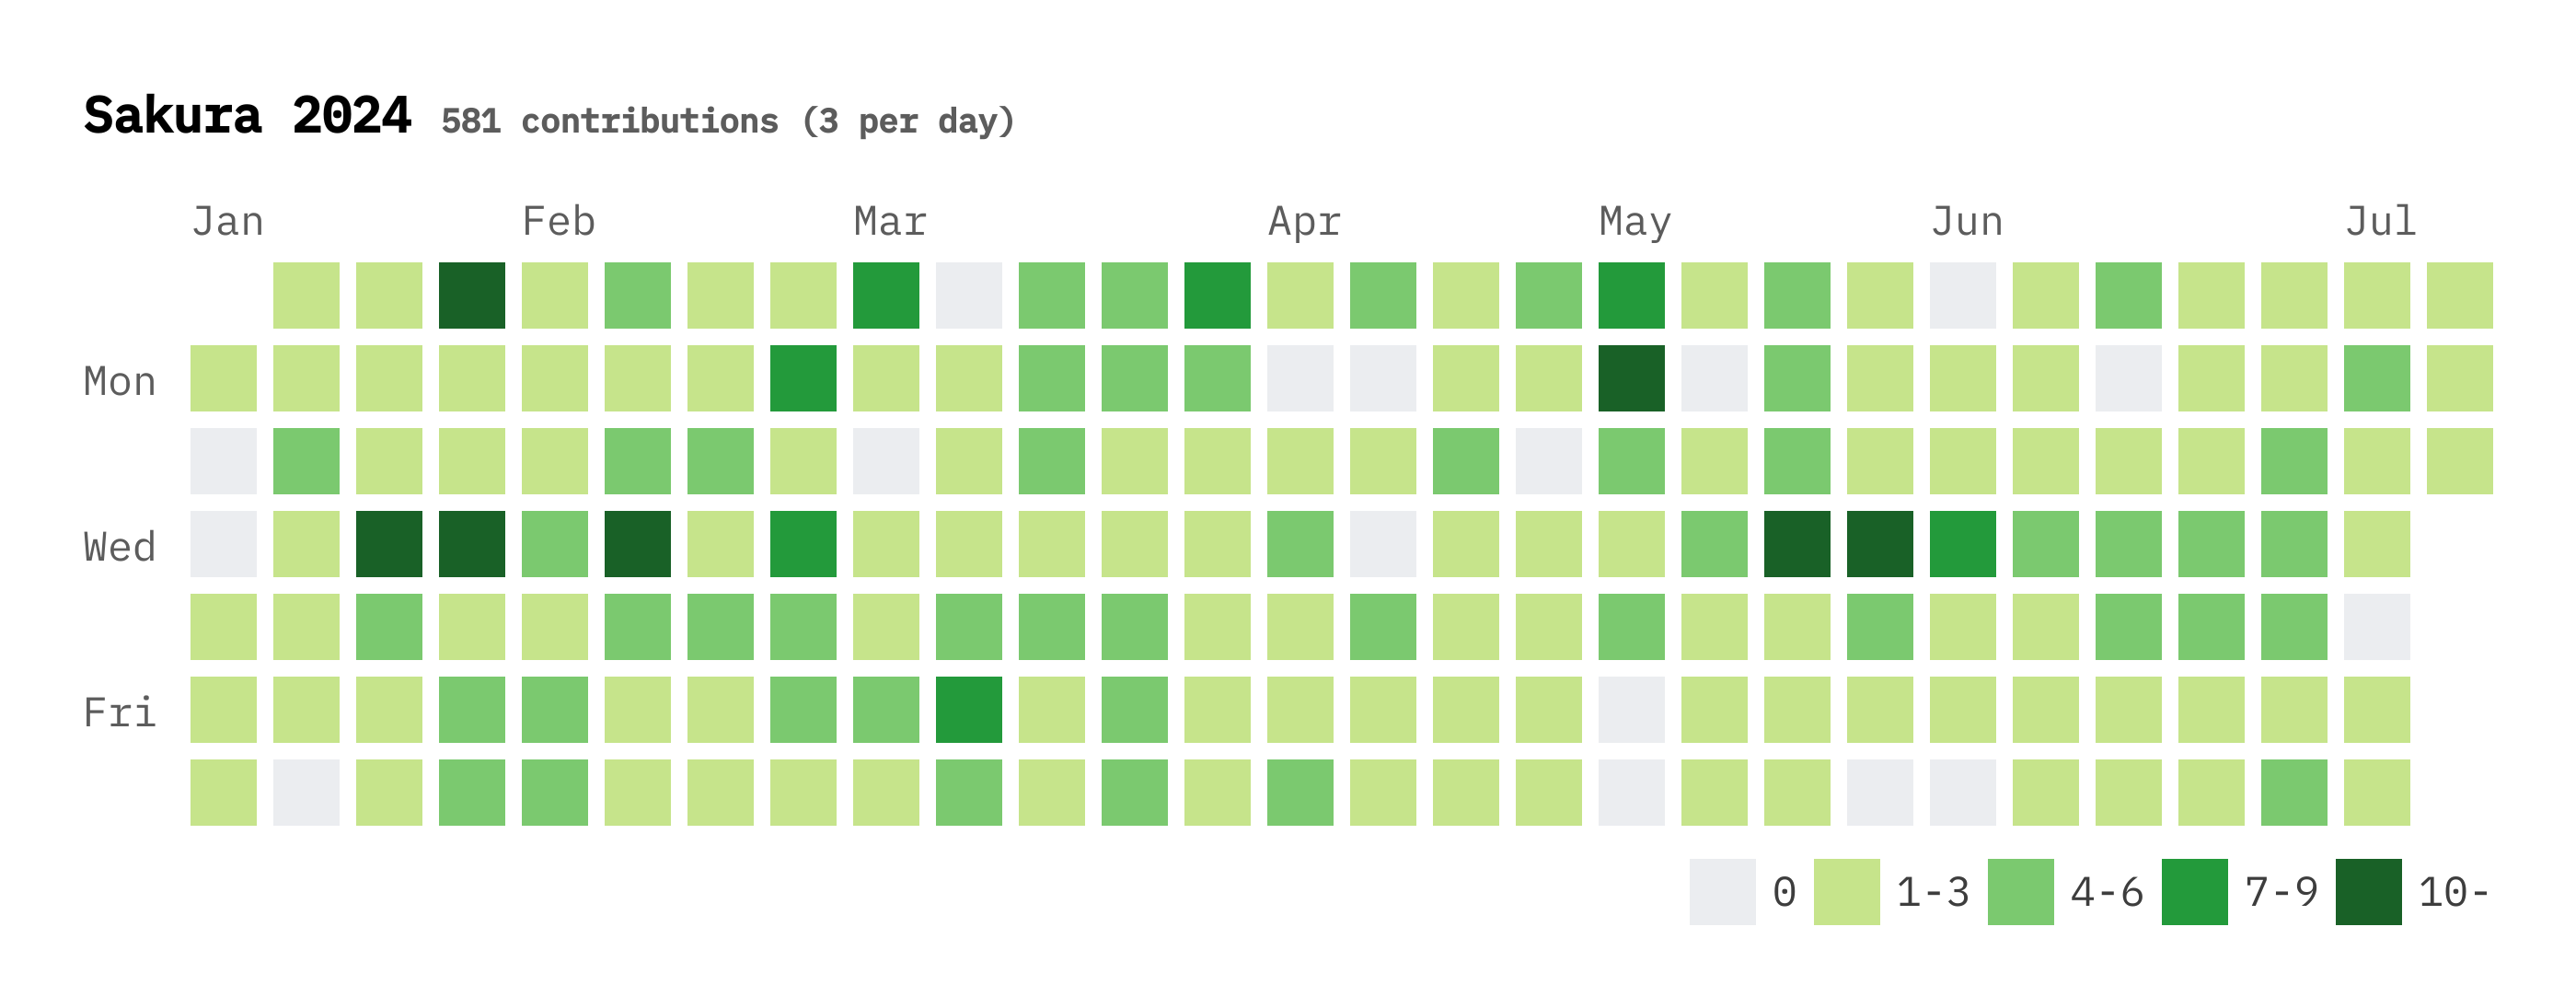 Sakura 2024 581 contributions (3 per day)
Jan Feb Mar Apr May Jun Jul
Mon
Wed
Fri
0 1-3 4-6 7-9 10-